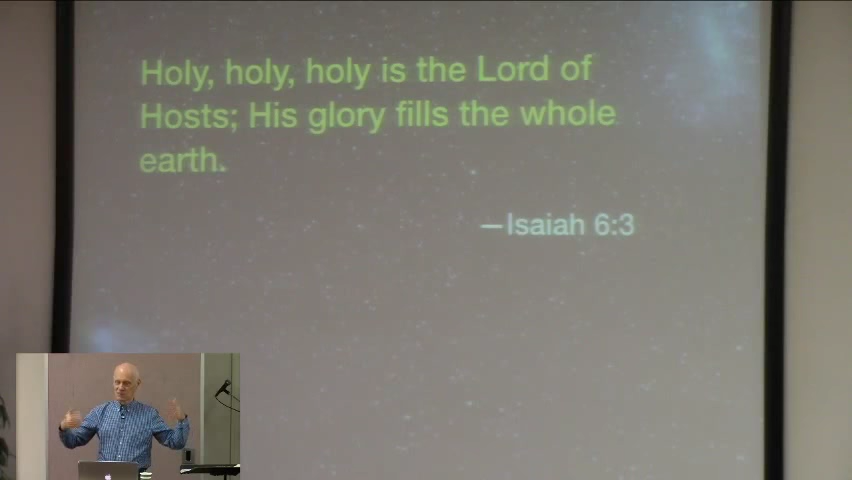 Holy, holy, holy is the Lord of
Hosts; His glory fills the whole
earth.
—Isaiah 6:3